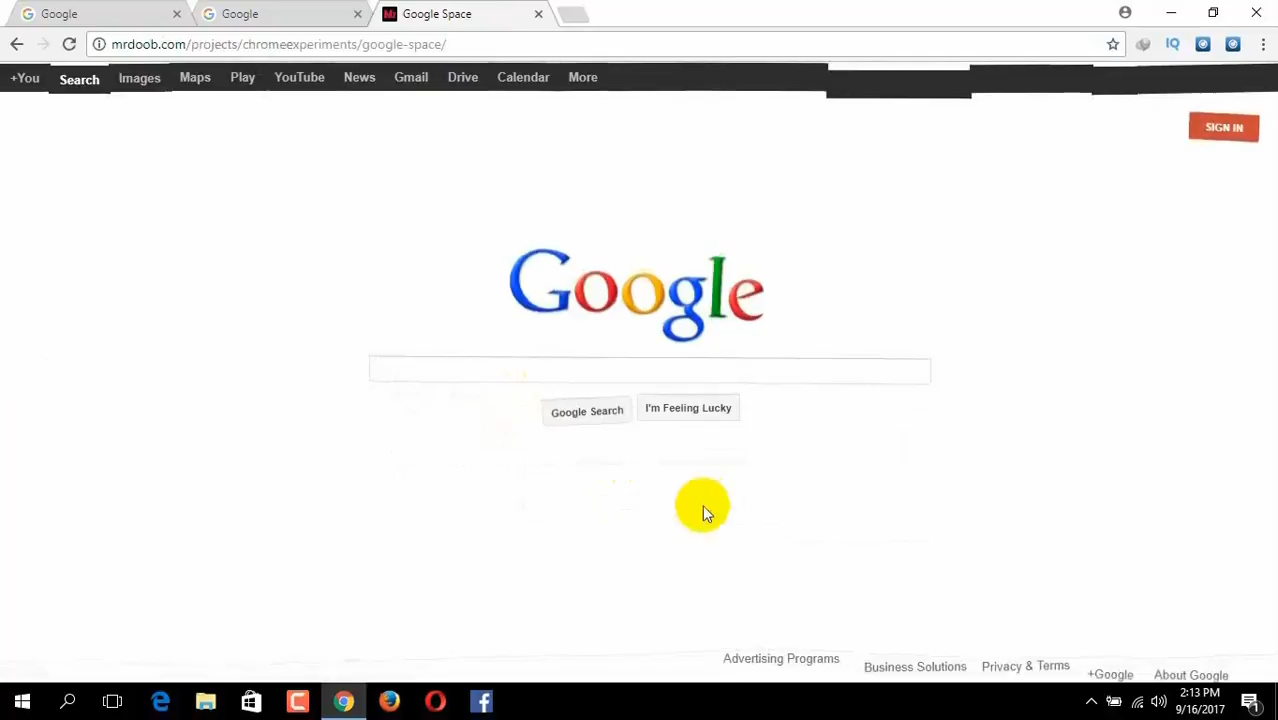 Google
Google
Google Space
mrdoob.com/projects/chromeexperiments/google-space/
IQ
+You Search Images Maps Play YouTube News Gmail Drive Calendar More
SIGN IN
Google
Google Search I'm Feeling Lucky
Advertising Programs Business Solutions Privacy & Terms +Google About Google
2:13 PM
9/16/2017